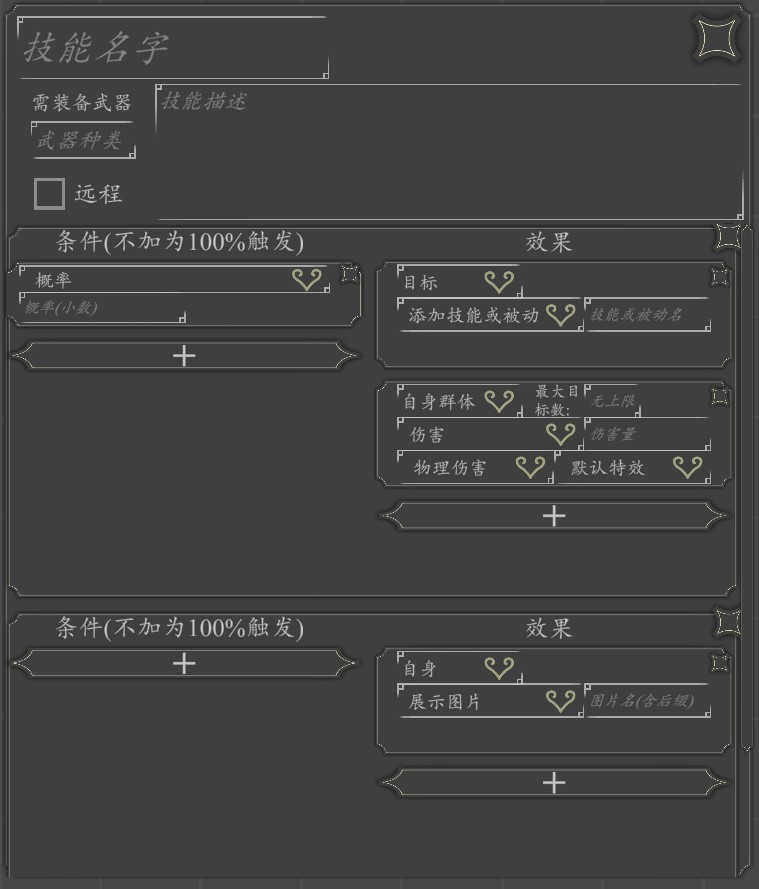 技能名字
需装备武器
技能描述
武器种类
远程
条件(不加为100%触发)
效果
概率
概率(小数)
目标
添加技能或被动
技能或被动名
自身群体
最大目
标数:
无上限
伤害
伤害量
物理伤害
默认特效
条件(不加为100%触发)
效果
自身
展示图片
图片名(含后缀)